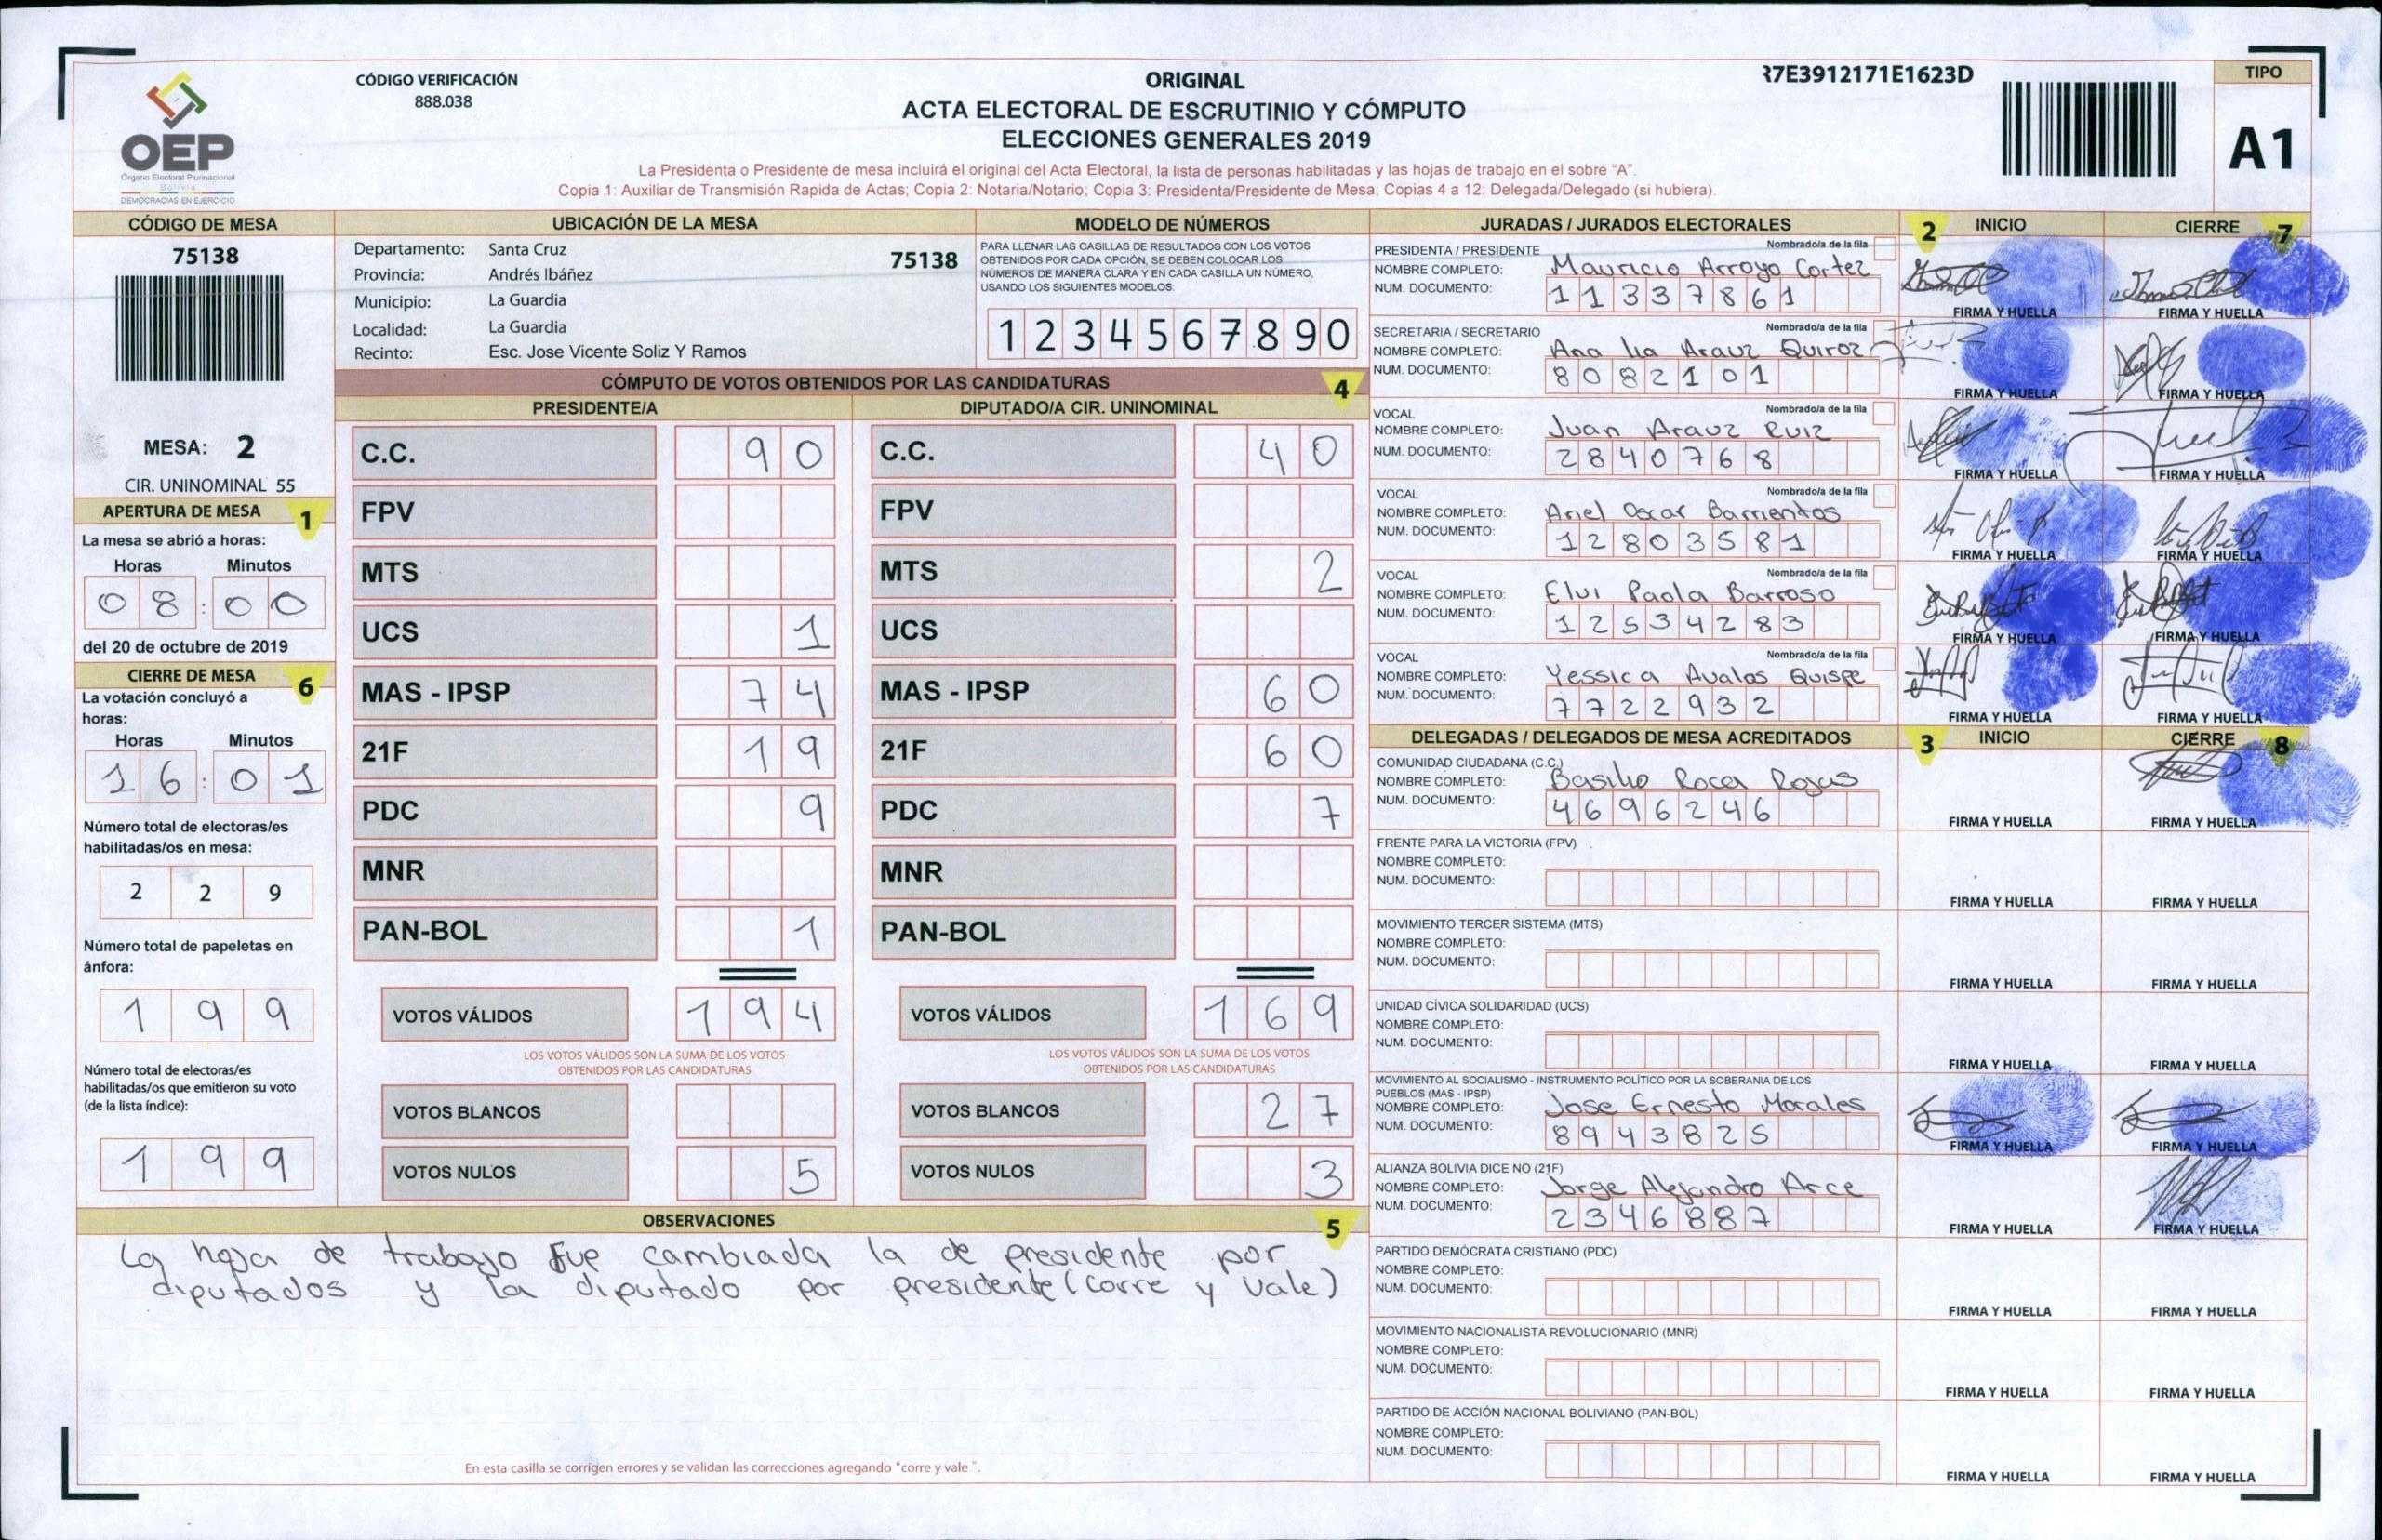 CÓDIGO VERIFICACIÓN
888.038
ORIGINAL
ACTA ELECTORAL DE ESCRUTINIO Y CÓMPUTO
ELECCIONES GENERALES 2019
La Presidenta o Presidente de mesa incluirá el original del Acta Electoral, la lista de personas habilitadas y las hojas de trabajo en el sobre "A".
Copia 1: Auxiliar de Transmisión Rapida de Actas; Copia 2: Notaria/Notario; Copia 3: Presidenta/Presidente de Mesa; Copias 4 a 12: Delegada/Delegado (si hubiera).
7E3912171E1623D
TIPO
A1
OEP
Órgano Electoral Plurinacional
Bolivia
DEMOCRACIAS EN EJERCICIO
CÓDIGO DE MESA
75138
MESA: 2
CIR. UNINOMINAL 55
APERTURA DE MESA 1
La mesa se abrió a horas:
Horas Minutos
08:00
del 20 de octubre de 2019
CIERRE DE MESA 6
La votación concluyó a
horas:
Horas Minutos
16:01
Número total de electoras/es
habilitadas/os en mesa:
2 2 9
Número total de papeletas en
ánfora:
1 9 9
Número total de electoras/es
habilitadas/os que emitieron su voto
(de la lista índice):
1 9 9
UBICACIÓN DE LA MESA
Departamento: Santa Cruz 75138
Provincia: Andrés Ibáñez
Municipio: La Guardia
Localidad: La Guardia
Recinto: Esc. Jose Vicente Soliz Y Ramos
MODELO DE NÚMEROS
PARA LLENAR LAS CASILLAS DE RESULTADOS CON LOS VOTOS
OBTENIDOS POR CADA OPCIÓN, SE DEBEN COLOCAR LOS
NÚMEROS DE MANERA CLARA Y EN CADA CASILLA UN NÚMERO,
USANDO LOS SIGUIENTES MODELOS:
1 2 3 4 5 6 7 8 9 0
CÓMPUTO DE VOTOS OBTENIDOS POR LAS CANDIDATURAS 4
PRESIDENTE/A
C.C. 90
FPV
MTS
UCS 1
MAS - IPSP 74
21F 19
PDC 9
MNR
PAN-BOL 1
VOTOS VÁLIDOS 194
LOS VOTOS VÁLIDOS SON LA SUMA DE LOS VOTOS
OBTENIDOS POR LAS CANDIDATURAS
VOTOS BLANCOS
VOTOS NULOS 5
DIPUTADO/A CIR. UNINOMINAL
C.C. 40
FPV
MTS 2
UCS
MAS - IPSP 60
21F 60
PDC 7
MNR
PAN-BOL
VOTOS VÁLIDOS 169
LOS VOTOS VÁLIDOS SON LA SUMA DE LOS VOTOS
OBTENIDOS POR LAS CANDIDATURAS
VOTOS BLANCOS 27
VOTOS NULOS 3
OBSERVACIONES 5
La hoja de trabajo fue cambiada la de presidente por
diputados y la diputado por presidente (corre y vale)
En esta casilla se corrigen errores y se validan las correcciones agregando "corre y vale ".
JURADAS / JURADOS ELECTORALES 2 INICIO CIERRE 7
PRESIDENTA / PRESIDENTE Nombrado/a de la fila
NOMBRE COMPLETO: Mauricio Arroyo Cortez
NUM. DOCUMENTO: 11337861
FIRMA Y HUELLA FIRMA Y HUELLA
SECRETARIA / SECRETARIO Nombrado/a de la fila
NOMBRE COMPLETO: Ana lia Arauz Quiroz
NUM. DOCUMENTO: 8082101
FIRMA Y HUELLA FIRMA Y HUELLA
VOCAL Nombrado/a de la fila
NOMBRE COMPLETO: Juan Arauz Ruiz
NUM. DOCUMENTO: 2840768
FIRMA Y HUELLA FIRMA Y HUELLA
VOCAL Nombrado/a de la fila
NOMBRE COMPLETO: Ariel Oscar Barrientos
NUM. DOCUMENTO: 12803581
FIRMA Y HUELLA FIRMA Y HUELLA
VOCAL Nombrado/a de la fila
NOMBRE COMPLETO: Elvi Paola Barroso
NUM. DOCUMENTO: 12534283
FIRMA Y HUELLA FIRMA Y HUELLA
VOCAL Nombrado/a de la fila
NOMBRE COMPLETO: Yessica Avalos Quispe
NUM. DOCUMENTO: 7722932
FIRMA Y HUELLA FIRMA Y HUELLA
DELEGADAS / DELEGADOS DE MESA ACREDITADOS 3 INICIO CIERRE 8
COMUNIDAD CIUDADANA (C.C.)
NOMBRE COMPLETO: Basilio Roca Rojas
NUM. DOCUMENTO: 4696246
FIRMA Y HUELLA FIRMA Y HUELLA
FRENTE PARA LA VICTORIA (FPV)
NOMBRE COMPLETO:
NUM. DOCUMENTO:
FIRMA Y HUELLA FIRMA Y HUELLA
MOVIMIENTO TERCER SISTEMA (MTS)
NOMBRE COMPLETO:
NUM. DOCUMENTO:
FIRMA Y HUELLA FIRMA Y HUELLA
UNIDAD CÍVICA SOLIDARIDAD (UCS)
NOMBRE COMPLETO:
NUM. DOCUMENTO:
FIRMA Y HUELLA FIRMA Y HUELLA
MOVIMIENTO AL SOCIALISMO - INSTRUMENTO POLÍTICO POR LA SOBERANIA DE LOS
PUEBLOS (MAS - IPSP)
NOMBRE COMPLETO: Jose Ernesto Morales
NUM. DOCUMENTO: 8943825
FIRMA Y HUELLA FIRMA Y HUELLA
ALIANZA BOLIVIA DICE NO (21F)
NOMBRE COMPLETO: Jorge Alejandro Arce
NUM. DOCUMENTO: 2346887
FIRMA Y HUELLA FIRMA Y HUELLA
PARTIDO DEMÓCRATA CRISTIANO (PDC)
NOMBRE COMPLETO:
NUM. DOCUMENTO:
FIRMA Y HUELLA FIRMA Y HUELLA
MOVIMIENTO NACIONALISTA REVOLUCIONARIO (MNR)
NOMBRE COMPLETO:
NUM. DOCUMENTO:
FIRMA Y HUELLA FIRMA Y HUELLA
PARTIDO DE ACCIÓN NACIONAL BOLIVIANO (PAN-BOL)
NOMBRE COMPLETO:
NUM. DOCUMENTO:
FIRMA Y HUELLA FIRMA Y HUELLA